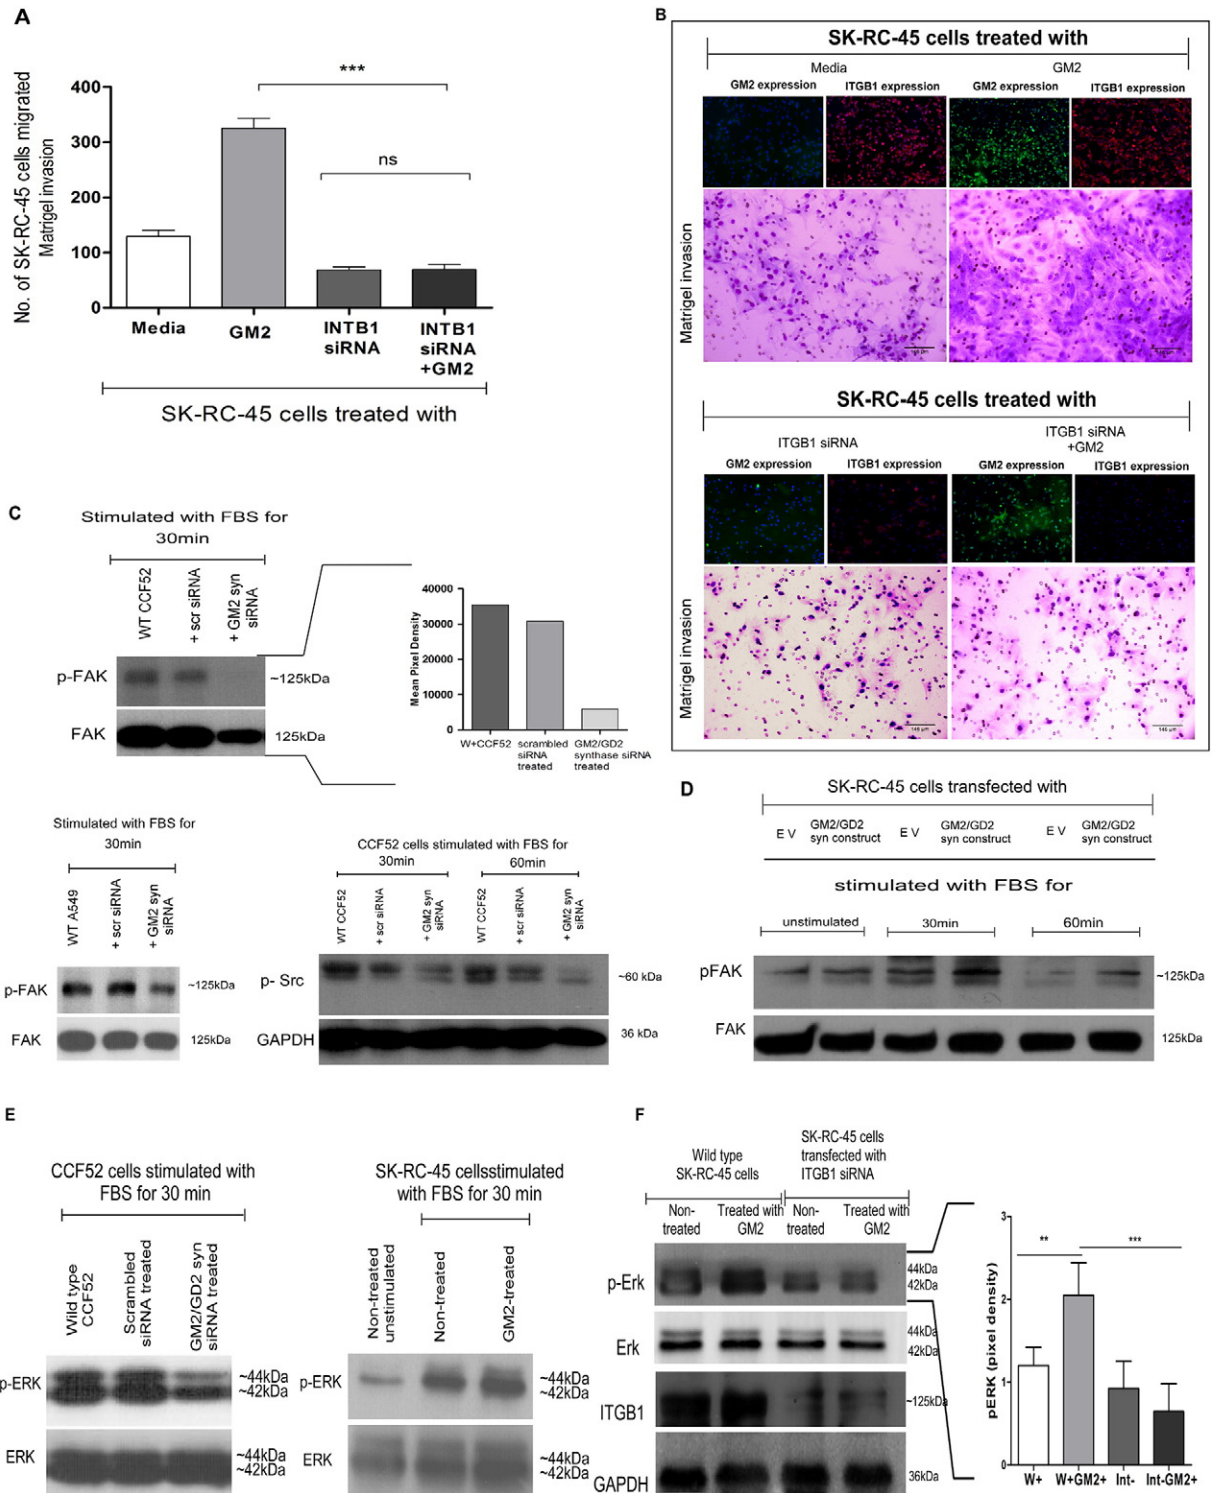 A
No. of SK-RC-45 cells migrated
Matrigel invasion
400
300
200
100
0
***
ns
Media
GM2
INTB1
siRNA
INTB1
siRNA
+GM2
SK-RC-45 cells treated with
B
SK-RC-45 cells treated with
Media
GM2
GM2 expression
ITGB1 expression
GM2 expression
ITGB1 expression
Matrigel invasion
SK-RC-45 cells treated with
ITGB1 siRNA
ITGB1 siRNA
+GM2
GM2 expression
ITGB1 expression
GM2 expression
ITGB1 expression
Matrigel invasion
C
Stimulated with FBS for
30min
WT CCF52
+ scr siRNA
+ GM2 syn
siRNA
p-FAK
~125kDa
FAK
125kDa
Mean Pixel Density
40000
30000
20000
10000
0
W+CCF52
scrambled
siRNA
treated
GM2/GD2
synthase siRNA
treated
Stimulated with FBS for
30min
WT A549
+ scr siRNA
+ GM2 syn
siRNA
p-FAK
~125kDa
FAK
125kDa
CCF52 cells stimulated with FBS for
30min
60min
WT CCF52
+ scr siRNA
+ GM2 syn
siRNA
WT CCF52
+ scr siRNA
+ GM2 syn
siRNA
p- Src
~60 kDa
GAPDH
36 kDa
D
SK-RC-45 cells transfected with
E V
GM2/GD2
syn construct
E V
GM2/GD2
syn construct
E V
GM2/GD2
syn construct
stimulated with FBS for
unstimulated
30min
60min
pFAK
~125kDa
FAK
125kDa
E
CCF52 cells stimulated with
FBS for 30 min
Wild type
CCF52
Scrambled
siRNA treated
GM2/GD2 syn
siRNA treated
p-ERK
~44kDa
~42kDa
ERK
~44kDa
~42kDa
SK-RC-45 cellsstimulated
with FBS for 30 min
Non-treated
unstimulated
Non-treated
GM2-treated
p-ERK
~44kDa
~42kDa
ERK
~44kDa
~42kDa
F
Wild type
SK-RC-45 cells
SK-RC-45 cells
transfected with
ITGB1 siRNA
Non-
treated
Treated with
GM2
Non-
treated
Treated with
GM2
p-Erk
44kDa
42kDa
Erk
44kDa
42kDa
ITGB1
~125kDa
GAPDH
36kDa
pERK (pixel density)
3
2
1
0
**
***
W+
W+GM2+
Int-
Int-GM2+